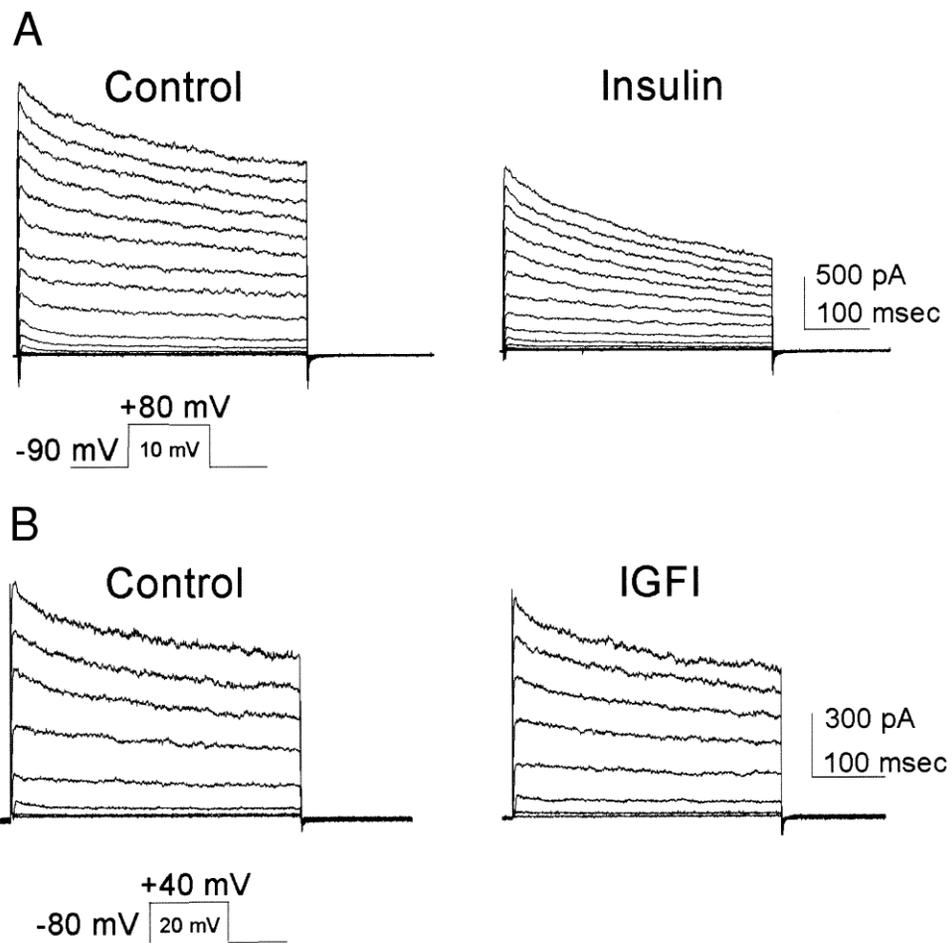 A
Control
Insulin
500 pA
100 msec
+80 mV
-90 mV
10 mV
B
Control
IGFI
300 pA
100 msec
+40 mV
-80 mV
20 mV